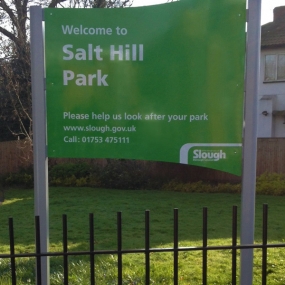 Welcome to
Salt Hill
Park
Please help us look after your park
www.slough.gov.uk
Call: 01753 475111
Slough